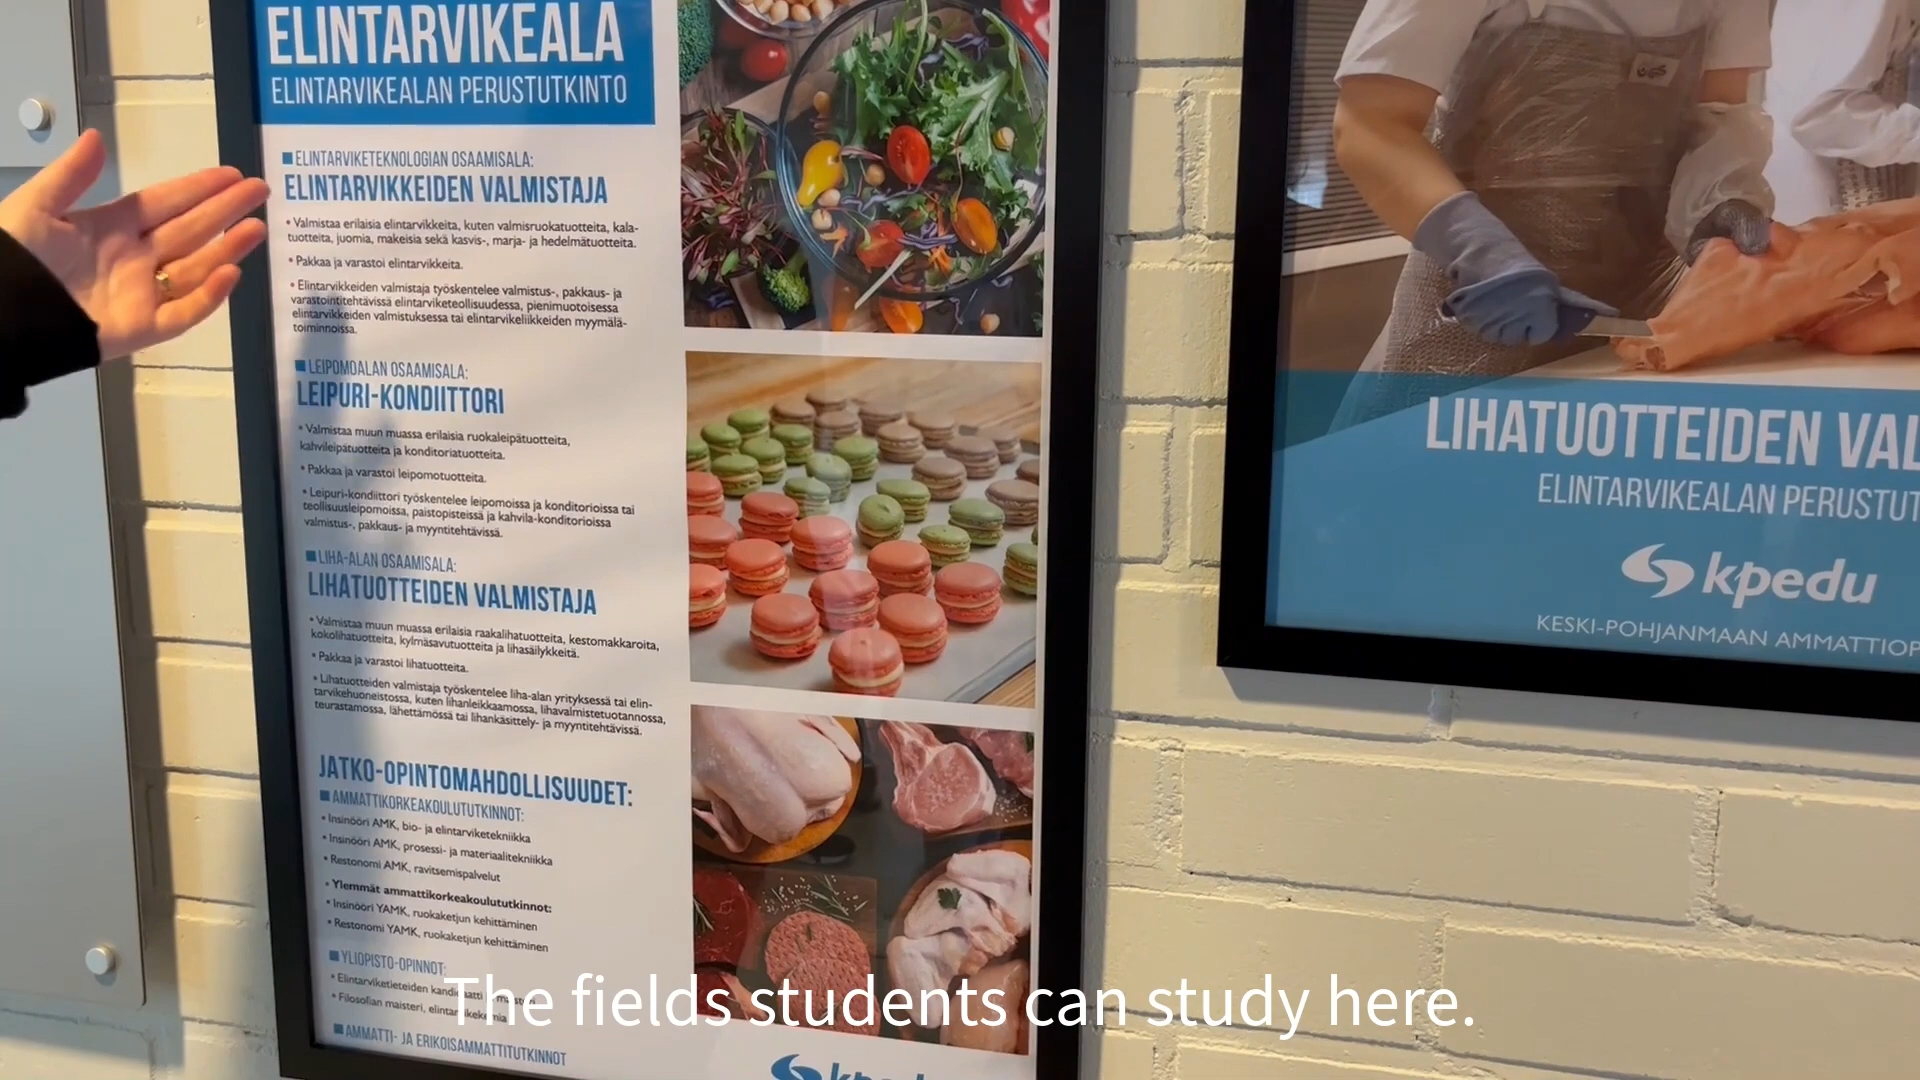 ELINTARVIKEALA
ELINTARVIKEALAN PERUSTUTKINTO
ELINTARVIKETEKNOLOGIAN OSAAMISALA:
ELINTARVIKKEIDEN VALMISTAJA
• Valmistaa erilaisia elintarvikkeita, kuten valmisruokatuotteita, kala-
tuotteita, juomia, makeisia sekä kasvis-, marja- ja hedelmätuotteita.
• Pakkaa ja varastoi elintarvikkeita.
• Elintarvikkeiden valmistaja työskentelee valmistus-, pakkaus- ja
varastointitehtävissä elintarviketeollisuudessa, pienimuotoisessa
elintarvikkeiden valmistuksessa tai elintarvikeliikkeiden myymälä-
toiminnoissa.
LEIPOMOALAN OSAAMISALA:
LEIPURI-KONDIITTORI
• Valmistaa muun muassa erilaisia ruokaleipätuotteita,
kahvileipätuotteita ja konditoriatuotteita.
• Pakkaa ja varastoi leipomotuotteita.
• Leipuri-kondiittori työskentelee leipomoissa ja konditorioissa tai
teollisuusleipomoissa, paistopisteissä ja kahvila-konditorioissa
valmistus-, pakkaus- ja myyntitehtävissä.
LIHA-ALAN OSAAMISALA:
LIHATUOTTEIDEN VALMISTAJA
• Valmistaa muun muassa erilaisia raakalihatuotteita, kestomakkaroita,
kokolihatuotteita, kylmäsavutuotteita ja lihasäilykkeitä.
• Pakkaa ja varastoi lihatuotteita.
• Lihatuotteiden valmistaja työskentelee liha-alan yrityksessä tai elin-
tarvikehuoneistossa, kuten lihanleikkaamossa, lihavalmistetuotannossa,
teurastamossa, lähettämössä tai lihankäsittely- ja myyntitehtävissä.
JATKO-OPINTOMAHDOLLISUUDET:
AMMATTIKORKEAKOULUTUTKINNOT:
• Insinööri AMK, bio- ja elintarviketekniikka
• Insinööri AMK, prosessi- ja materiaalitekniikka
• Restonomi AMK, ravitsemispalvelut
• Ylemmät ammattikorkeakoulututkinnot:
• Insinööri YAMK, ruokaketjun kehittäminen
• Restonomi YAMK, ruokaketjun kehittäminen
YLIOPISTO-OPINNOT:
• Elintarviketieteiden
• Filosofian maisteri,
AMMATTI- JA ERIKOISAMMATTITUTKINNOT
LIHATUOTTEIDEN VAL
ELINTARVIKEALAN PERUSTUT
kpedu
KESKI-POHJANMAAN AMMATTIOP
The fields students can study here.